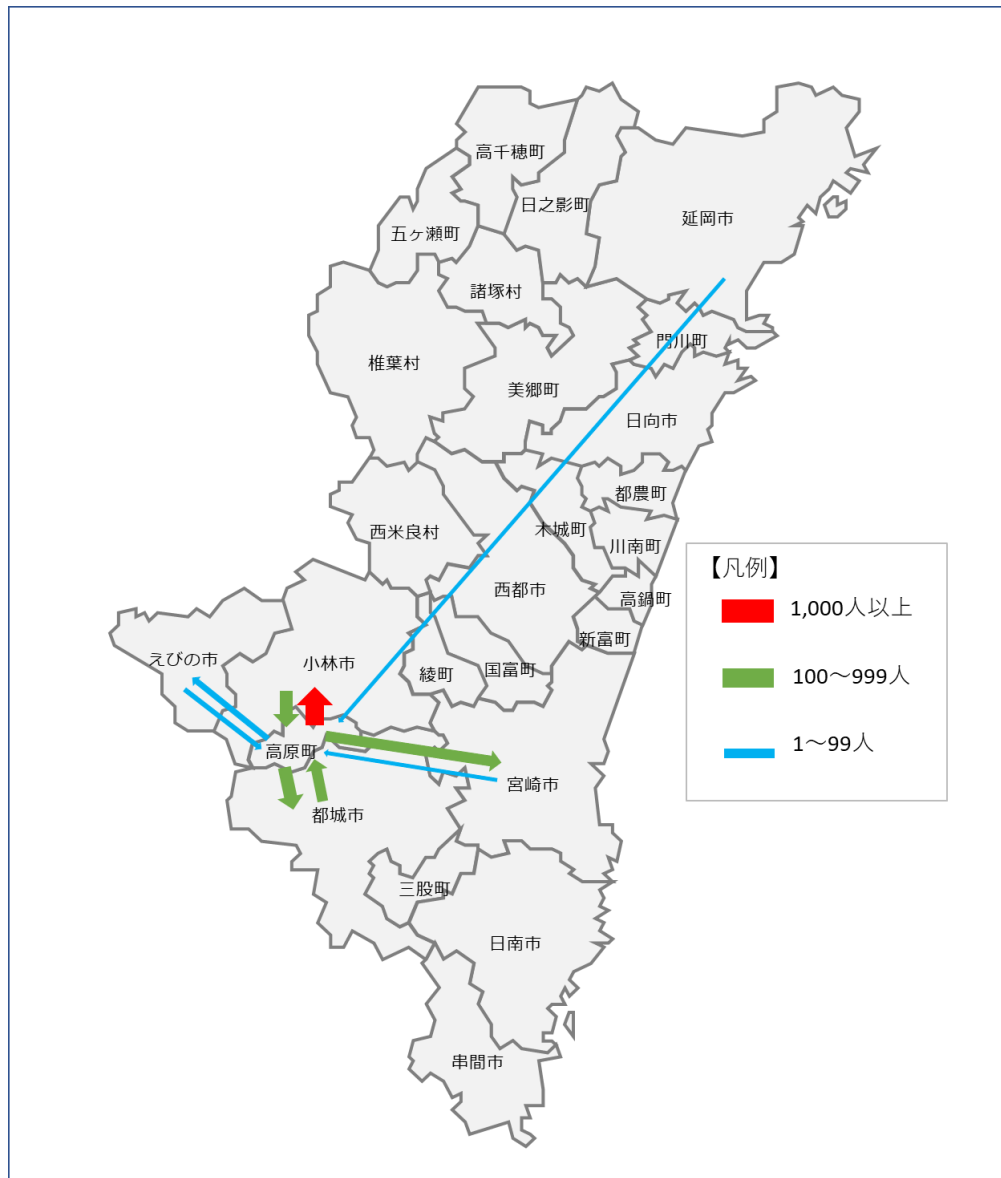 高千穂町
日之影町
延岡市
五ヶ瀬町
諸塚村
門川町
椎葉村
美郷町
日向市
都農町
西米良村
木城町
川南町
西都市
高鍋町
新富町
えびの市
小林市
綾町
国富町
高原町
宮崎市
都城市
三股町
日南市
串間市
【凡例】
1,000人以上
100～999人
1～99人